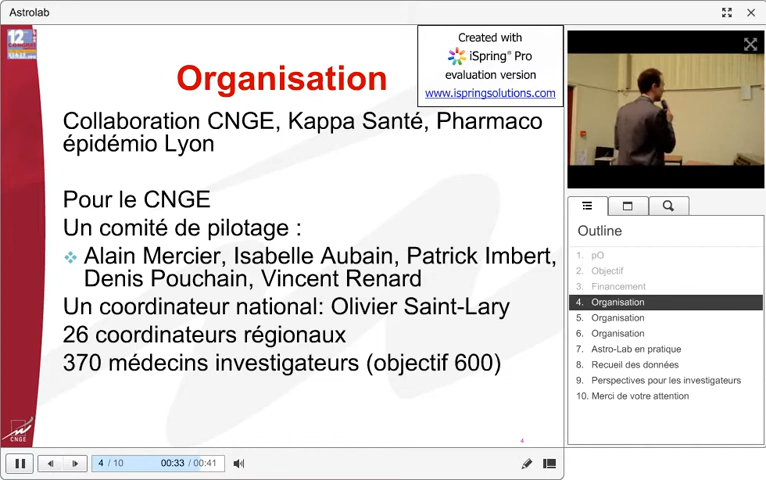 Astrolab
12
CONGRES
CNGE
Created with
iSpring® Pro
evaluation version
www.ispringsolutions.com
Organisation
Collaboration CNGE, Kappa Santé, Pharmaco
épidémio Lyon
Pour le CNGE
Un comité de pilotage :
Alain Mercier, Isabelle Aubain, Patrick Imbert,
Denis Pouchain, Vincent Renard
Un coordinateur national: Olivier Saint-Lary
26 coordinateurs régionaux
370 médecins investigateurs (objectif 600)
CNGE
4
4 / 10
00:33 / 00:41
Outline
1. pO
2. Objectif
3. Financement
4. Organisation
5. Organisation
6. Organisation
7. Astro-Lab en pratique
8. Recueil des données
9. Perspectives pour les investigateurs
10. Merci de votre attention